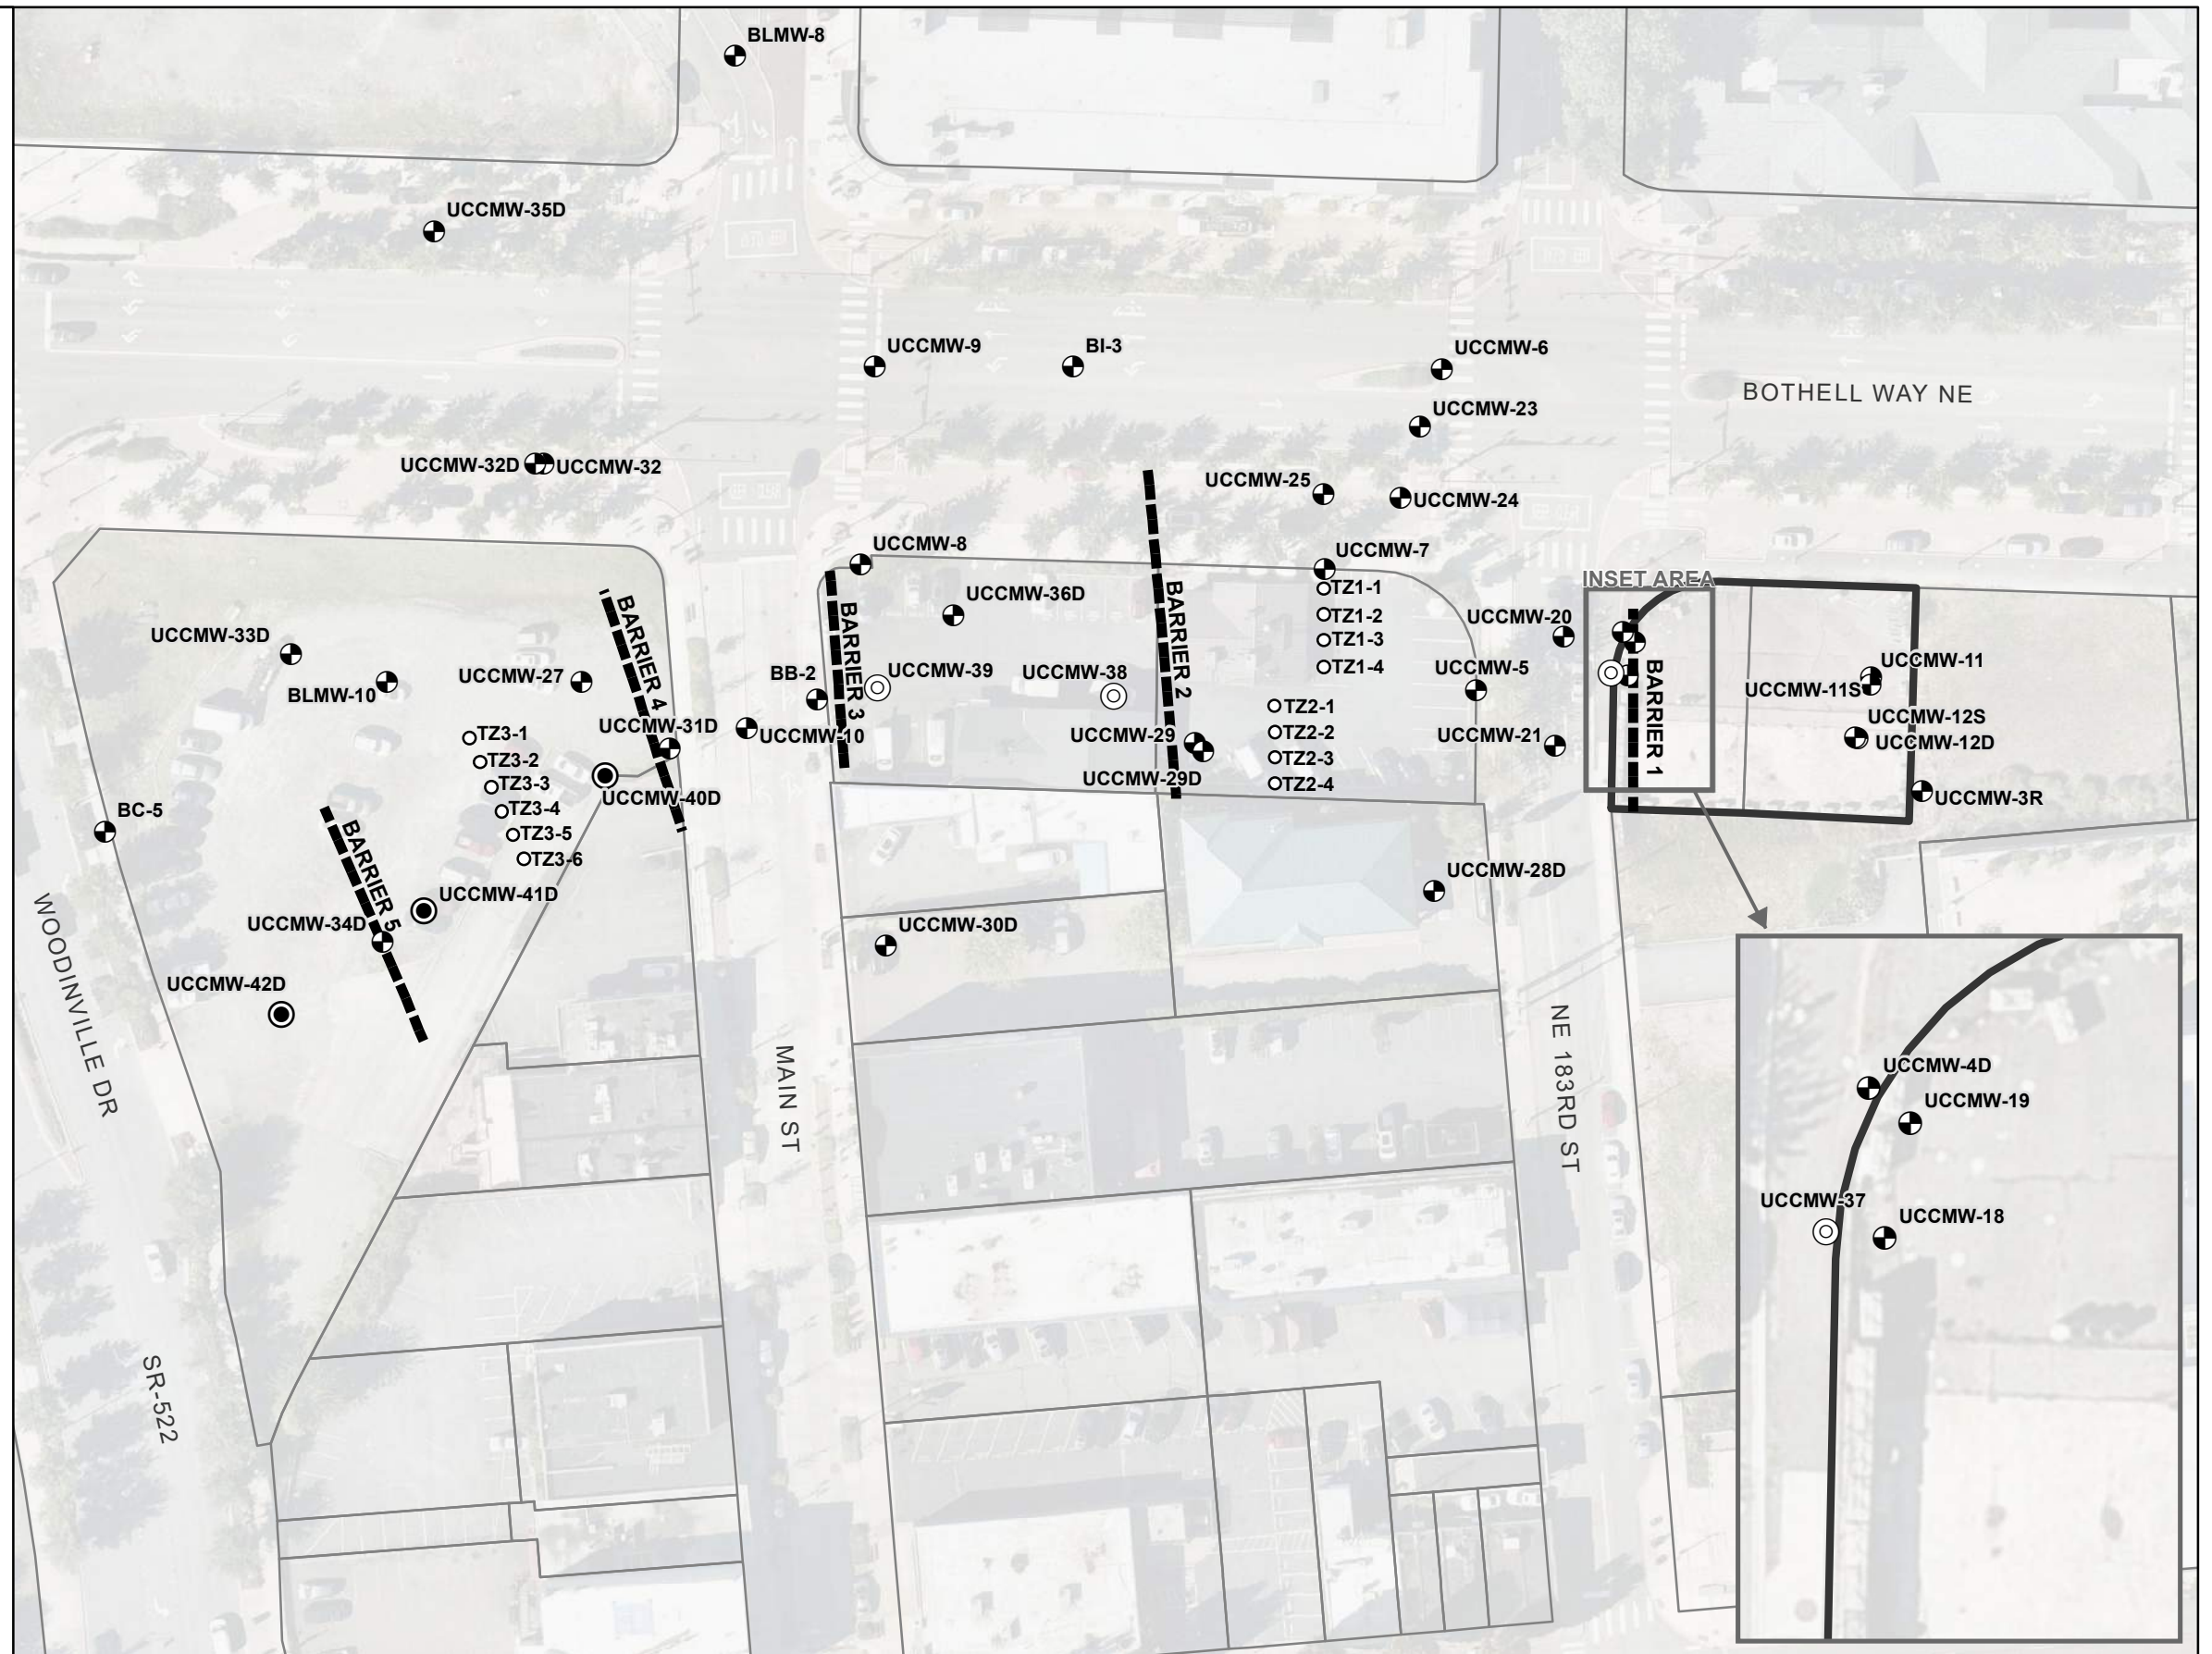 BLMW-8
UCCMW-35D
UCCMW-9
BI-3
UCCMW-6
BOTHELL WAY NE
UCCMW-23
UCCMW-32D
UCCMW-32
UCCMW-25
UCCMW-24
UCCMW-8
UCCMW-7
INSET AREA
TZ1-1
UCCMW-36D
TZ1-2
UCCMW-20
UCCMW-33D
TZ1-3
BARRIER 4
BARRIER 3
BARRIER 2
BARRIER 1
UCCMW-11
UCCMW-27
BB-2
UCCMW-39
UCCMW-38
TZ1-4
UCCMW-5
BLMW-10
UCCMW-11S
TZ2-1
UCCMW-12S
UCCMW-31D
TZ3-1
UCCMW-10
UCCMW-29
TZ2-2
UCCMW-21
UCCMW-12D
TZ3-2
TZ2-3
UCCMW-29D
TZ3-3
TZ2-4
UCCMW-40D
UCCMW-3R
BC-5
TZ3-4
TZ3-5
TZ3-6
BARRIER 5
UCCMW-28D
UCCMW-41D
UCCMW-34D
UCCMW-30D
UCCMW-42D
WOODINVILLE DR
MAIN ST
NE 183RD ST
UCCMW-4D
UCCMW-19
UCCMW-37
UCCMW-18
SR-522